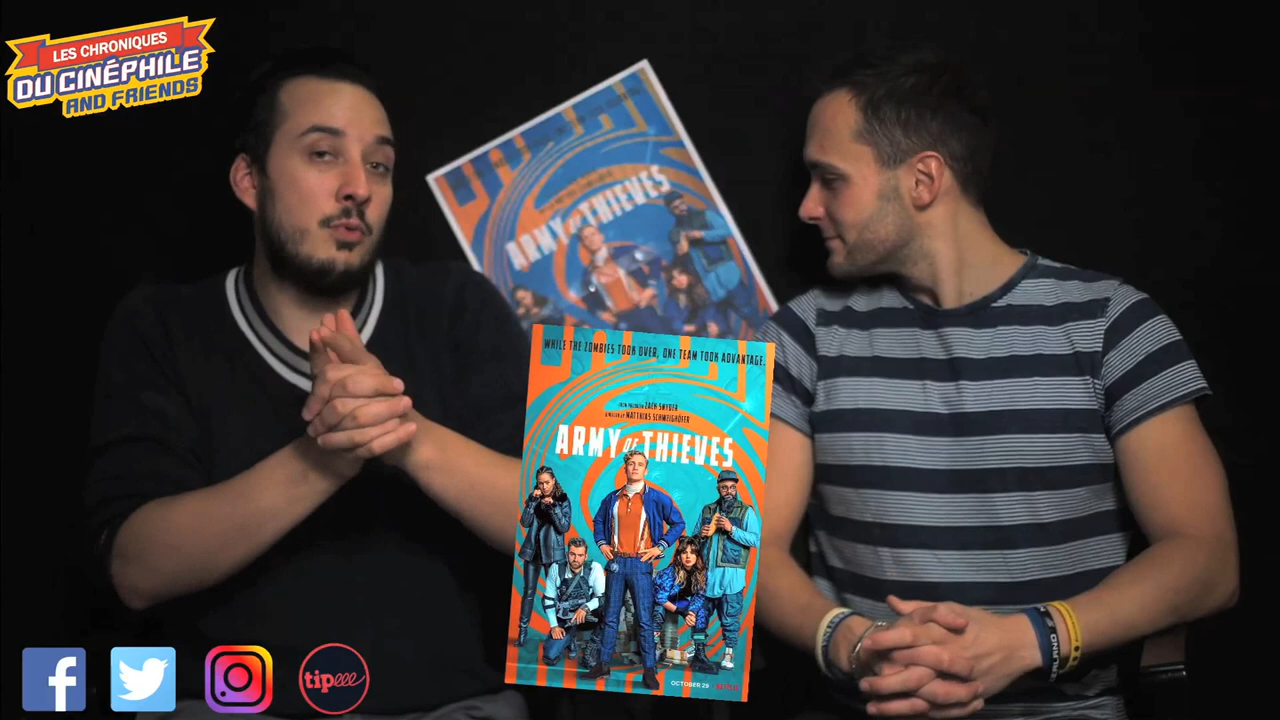 LES CHRONIQUES
DU CINÉPHILE
AND FRIENDS
ARMY OF THIEVES
WHILE THE ZOMBIES TOOK OVER, ONE TEAM TOOK ADVANTAGE.
FROM PRODUCER ZACK SNYDER
A FILM BY MATTHIAS SCHWEIGHÖFER
ARMY OF THIEVES
OCTOBER 29 NETFLIX
f
tipeee